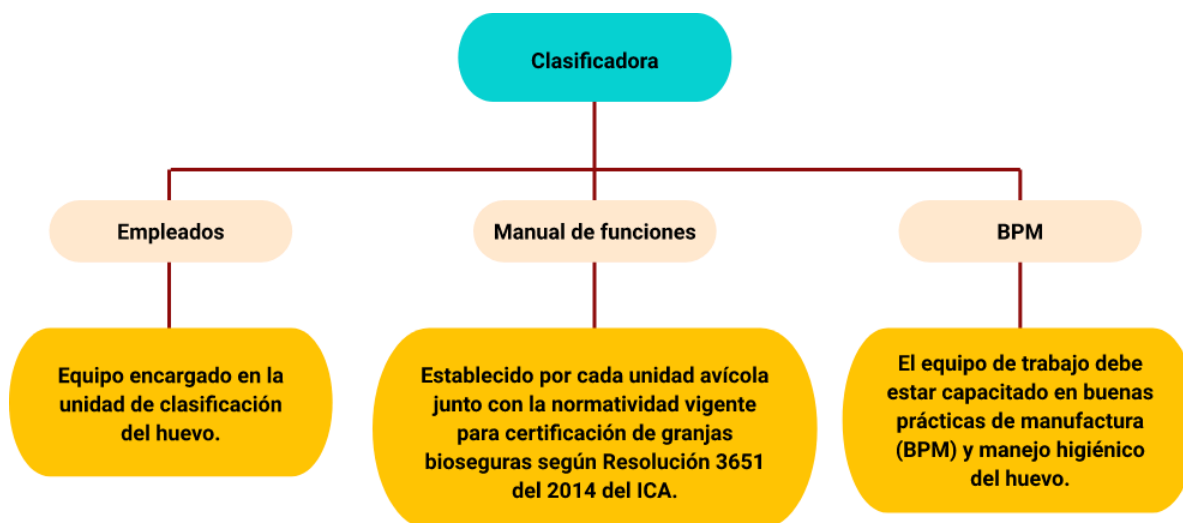 Clasificadora
Empleados
Manual de funciones
BPM
Equipo encargado en la
unidad de clasificación
del huevo.
Establecido por cada unidad avícola
junto con la normatividad vigente
para certificación de granjas
bioseguras según Resolución 3651
del 2014 del ICA.
El equipo de trabajo debe
estar capacitado en buenas
prácticas de manufactura
(BPM) y manejo higiénico
del huevo.